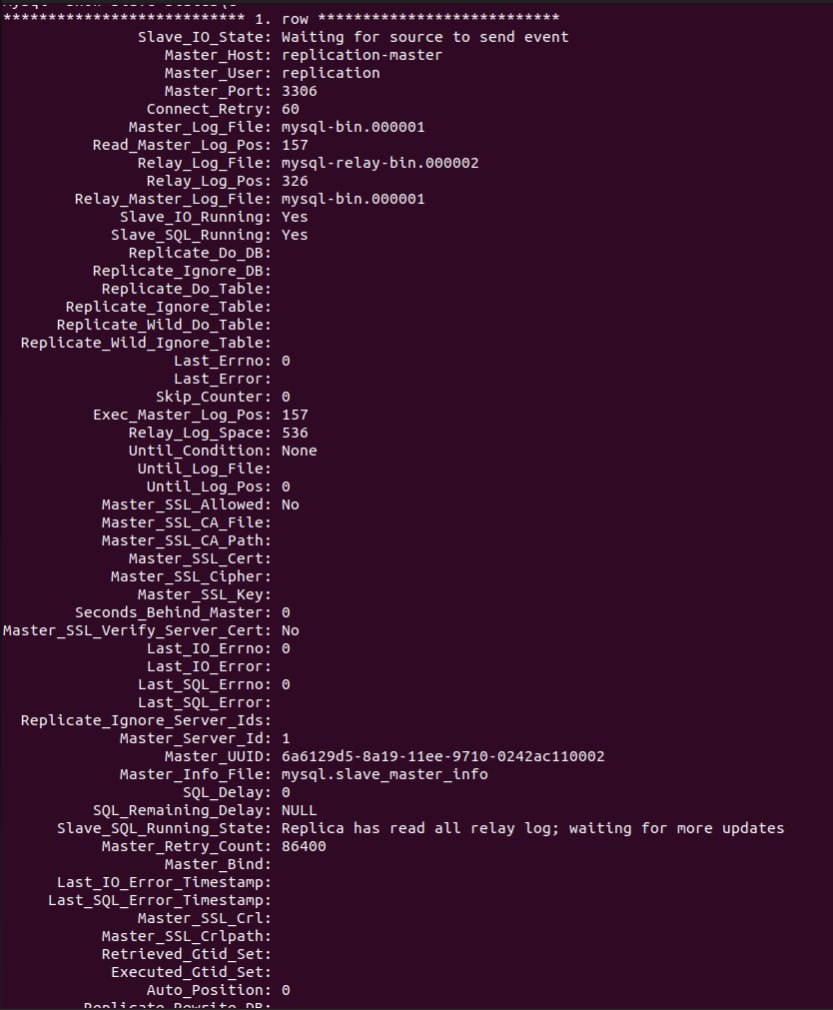 *************************** 1. row ***************************
Slave_IO_State: Waiting for source to send event
Master_Host: replication-master
Master_User: replication
Master_Port: 3306
Connect_Retry: 60
Master_Log_File: mysql-bin.000001
Read_Master_Log_Pos: 157
Relay_Log_File: mysql-relay-bin.000002
Relay_Log_Pos: 326
Relay_Master_Log_File: mysql-bin.000001
Slave_IO_Running: Yes
Slave_SQL_Running: Yes
Replicate_Do_DB:
Replicate_Ignore_DB:
Replicate_Do_Table:
Replicate_Ignore_Table:
Replicate_Wild_Do_Table:
Replicate_Wild_Ignore_Table:
Last_Errno: 0
Last_Error:
Skip_Counter: 0
Exec_Master_Log_Pos: 157
Relay_Log_Space: 536
Until_Condition: None
Until_Log_File:
Until_Log_Pos: 0
Master_SSL_Allowed: No
Master_SSL_CA_File:
Master_SSL_CA_Path:
Master_SSL_Cert:
Master_SSL_Cipher:
Master_SSL_Key:
Seconds_Behind_Master: 0
Master_SSL_Verify_Server_Cert: No
Last_IO_Errno: 0
Last_IO_Error:
Last_SQL_Errno: 0
Last_SQL_Error:
Replicate_Ignore_Server_Ids:
Master_Server_Id: 1
Master_UUID: 6a6129d5-8a19-11ee-9710-0242ac110002
Master_Info_File: mysql.slave_master_info
SQL_Delay: 0
SQL_Remaining_Delay: NULL
Slave_SQL_Running_State: Replica has read all relay log; waiting for more updates
Master_Retry_Count: 86400
Master_Bind:
Last_IO_Error_Timestamp:
Last_SQL_Error_Timestamp:
Master_SSL_Crl:
Master_SSL_Crlpath:
Retrieved_Gtid_Set:
Executed_Gtid_Set:
Auto_Position: 0
Replicate_Rewrite_DB: